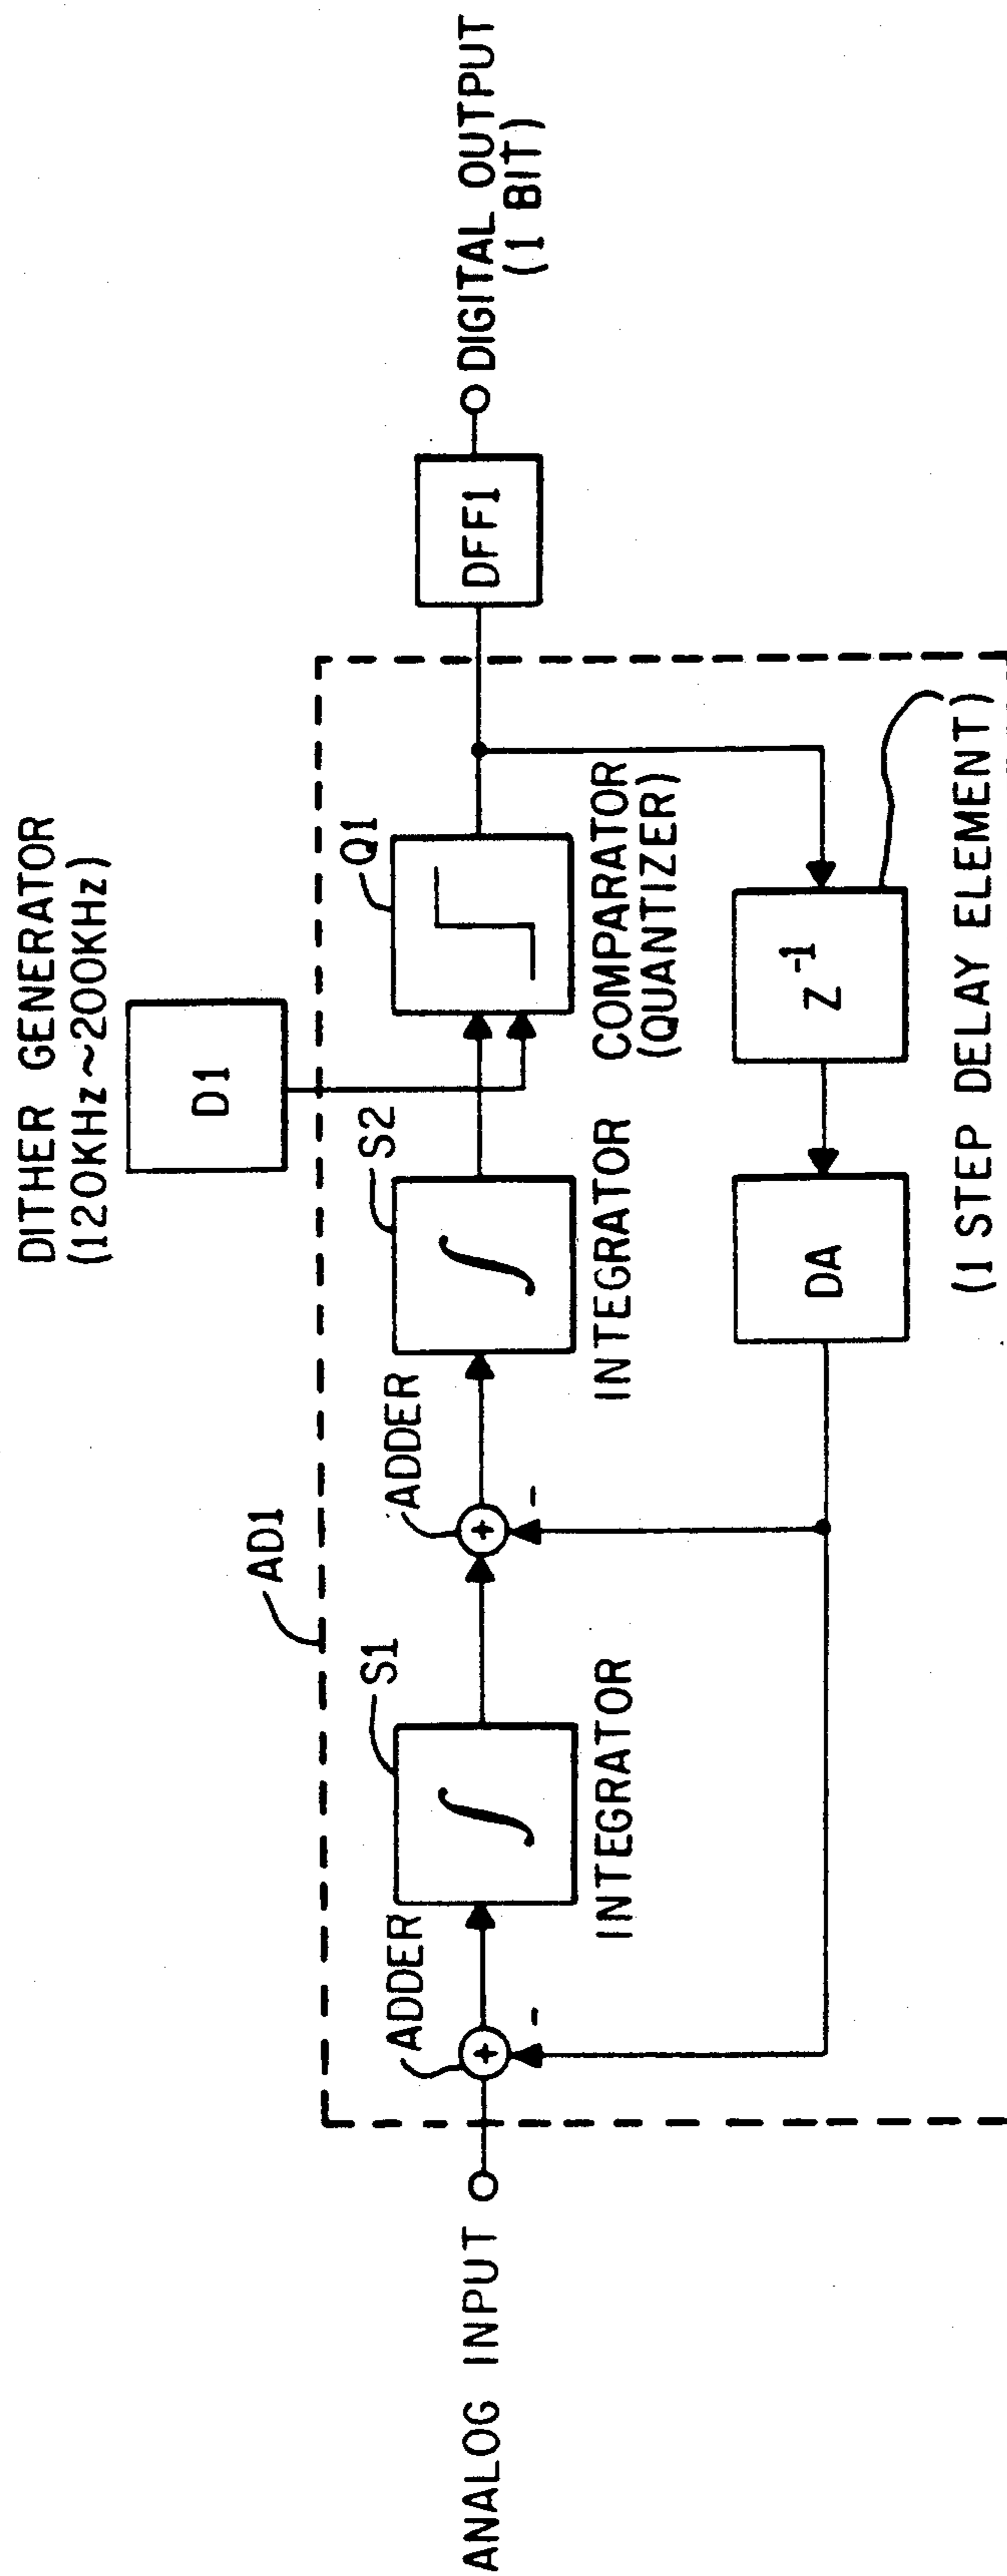 DITHER GENERATOR
(120KHz~200KHz)
D1
AD1
ADDER
S1
ADDER
S2
Q1
ANALOG INPUT
+
-
∫
INTEGRATOR
+
-
∫
INTEGRATOR
COMPARATOR
(QUANTIZER)
DFF1
DIGITAL OUTPUT
(1 BIT)
DA
Z⁻¹
(1 STEP DELAY ELEMENT)